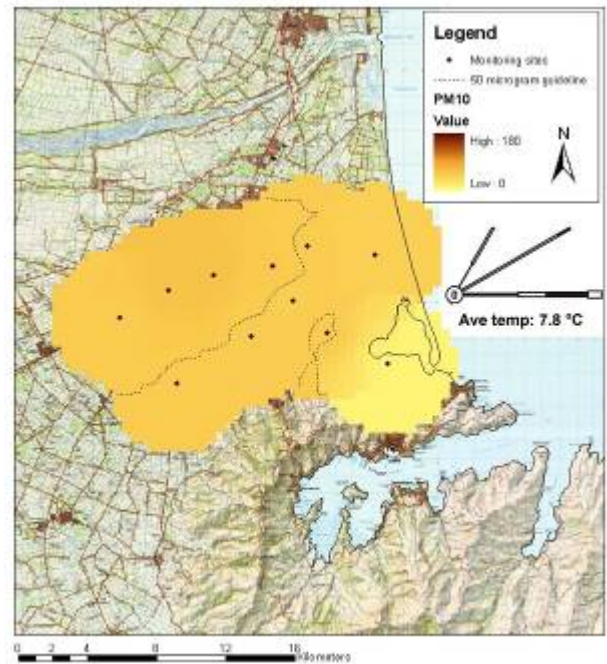 Legend
Monitoring sites
50 microgram guideline
PM10
Value
High : 180
Low : 0
N
0
Ave temp: 7.8 °C
0 2 4 8 12 16
Kilometers